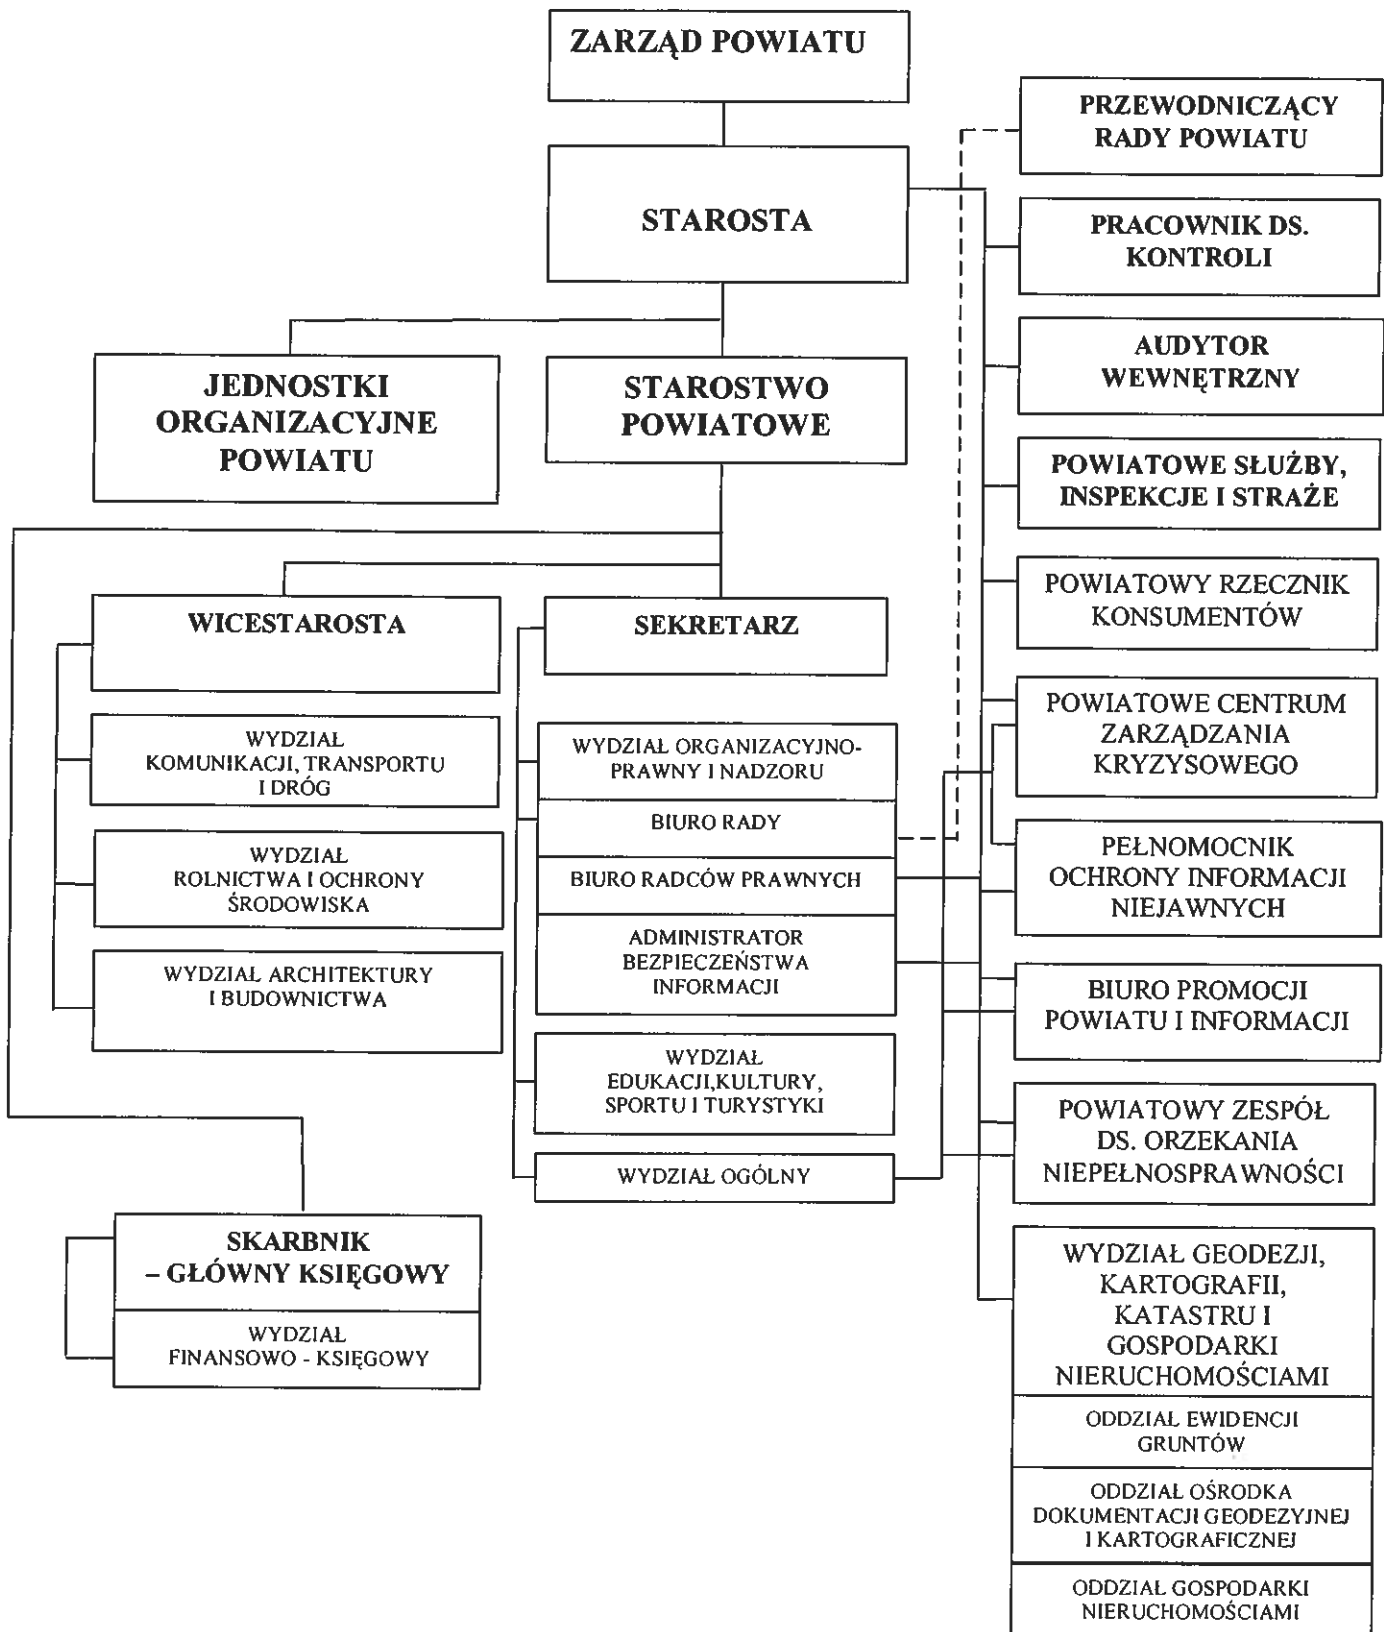 ZARZĄD POWIATU
STAROSTA
JEDNOSTKI
ORGANIZACYJNE
POWIATU
STAROSTWO
POWIATOWE
WICESTAROSTA
WYDZIAŁ
KOMUNIKACJI, TRANSPORTU
I DRÓG
WYDZIAŁ
ROLNICTWA I OCHRONY
ŚRODOWISKA
WYDZIAŁ ARCHITEKTURY
I BUDOWNICTWA
SEKRETARZ
WYDZIAŁ ORGANIZACYJNO-
PRAWNY I NADZORU
BIURO RADY
BIURO RADCÓW PRAWNYCH
ADMINISTRATOR
BEZPIECZEŃSTWA
INFORMACJI
WYDZIAŁ
EDUKACJI,KULTURY,
SPORTU I TURYSTYKI
WYDZIAŁ OGÓLNY
SKARBNIK
– GŁÓWNY KSIĘGOWY
WYDZIAŁ
FINANSOWO - KSIĘGOWY
PRZEWODNICZĄCY
RADY POWIATU
PRACOWNIK DS.
KONTROLI
AUDYTOR
WEWNĘTRZNY
POWIATOWE SŁUŻBY,
INSPEKCJE I STRAŻE
POWIATOWY RZECZNIK
KONSUMENTÓW
POWIATOWE CENTRUM
ZARZĄDZANIA
KRYZYSOWEGO
PEŁNOMOCNIK
OCHRONY INFORMACJI
NIEJAWNYCH
BIURO PROMOCJI
POWIATU I INFORMACJI
POWIATOWY ZESPÓŁ
DS. ORZEKANIA
NIEPEŁNOSPRAWNOŚCI
WYDZIAŁ GEODEZJI,
KARTOGRAFII,
KATASTRU I
GOSPODARKI
NIERUCHOMOŚCIAMI
ODDZIAŁ EWIDENCJI
GRUNTÓW
ODDZIAŁ OŚRODKA
DOKUMENTACJI GEODEZYJNEJ
I KARTOGRAFICZNEJ
ODDZIAŁ GOSPODARKI
NIERUCHOMOŚCIAMI